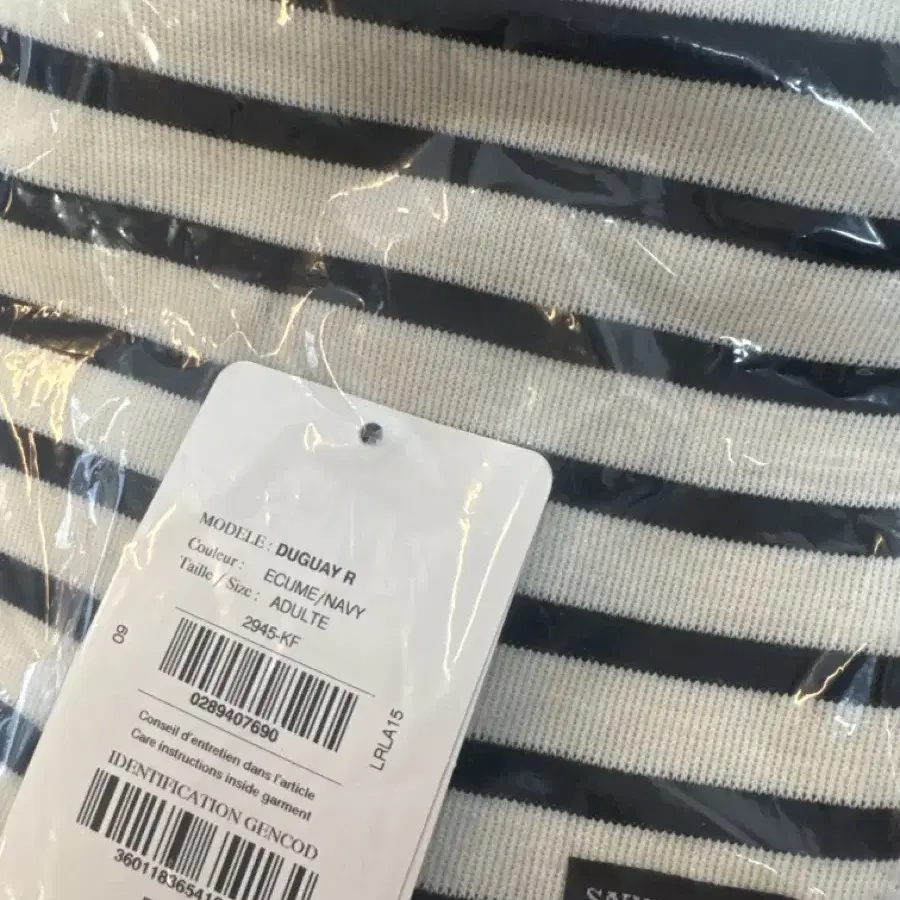 MODELE : DUGUAY R
Couleur : ECUME/NAVY
Taille / Size : ADULTE
2945-KF
0289407690
09
LRLA15
Conseil d'entretien dans l'article
Care instructions inside garment
IDENTIFICATION GENCOD